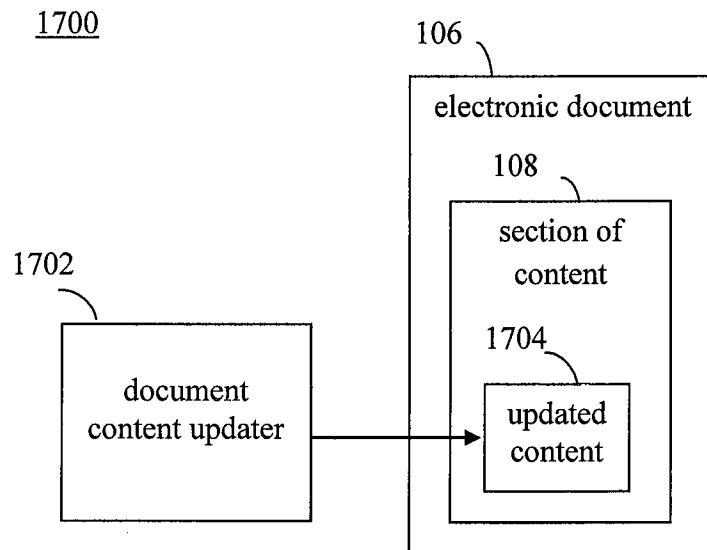 1700
106
electronic document
108
section of
content
1702
1704
document
content updater
updated
content